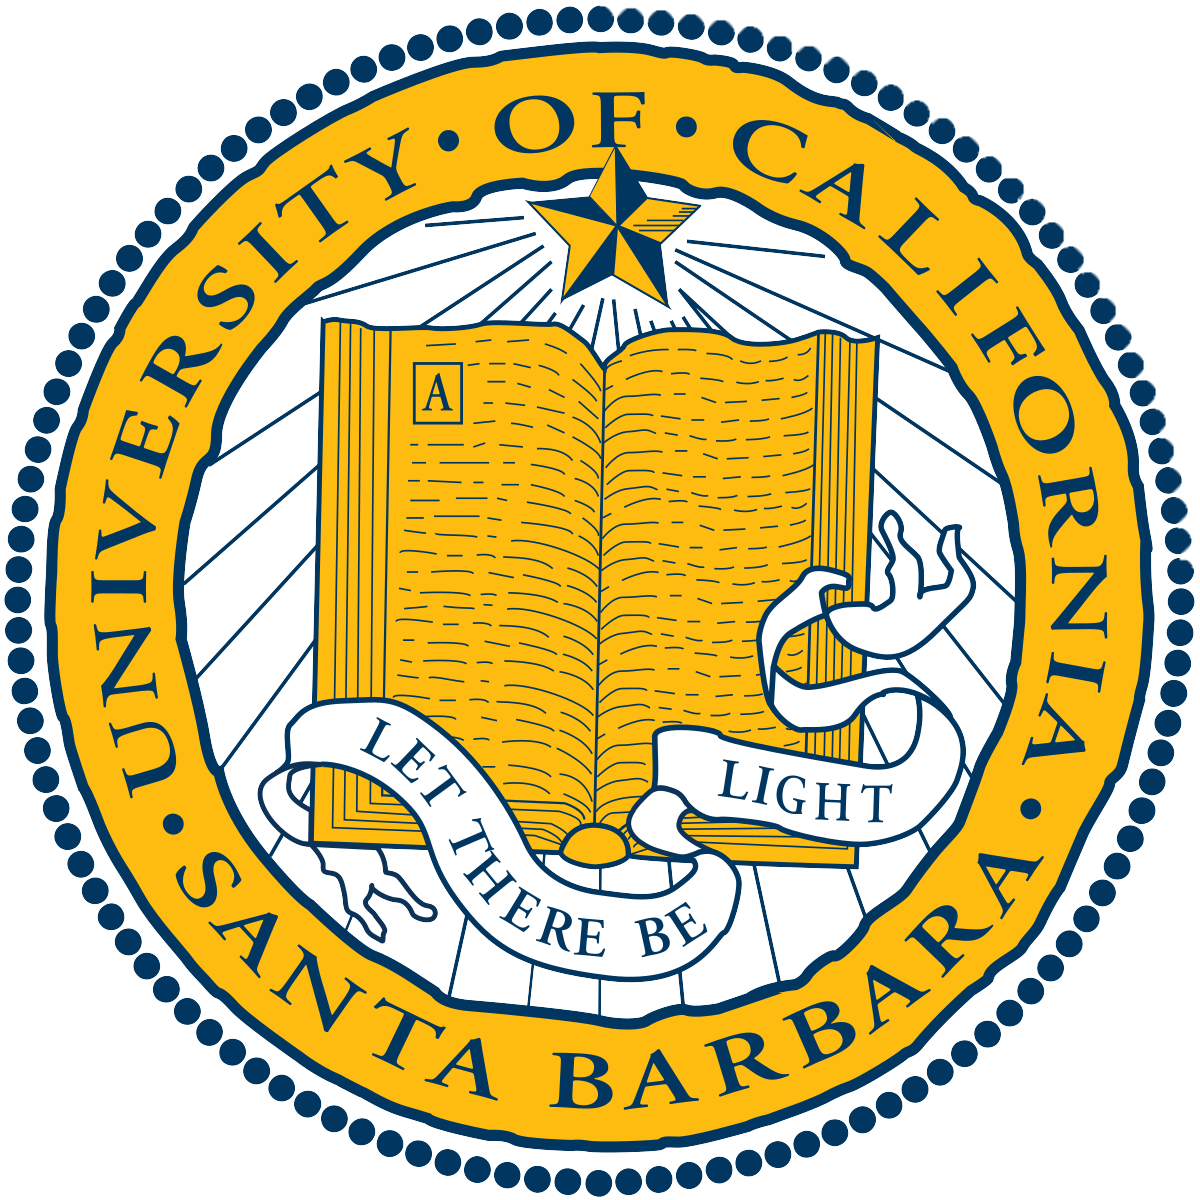 UNIVERSITY · OF · CALIFORNIA
· SANTA BARBARA ·
A
LET THERE BE
LIGHT